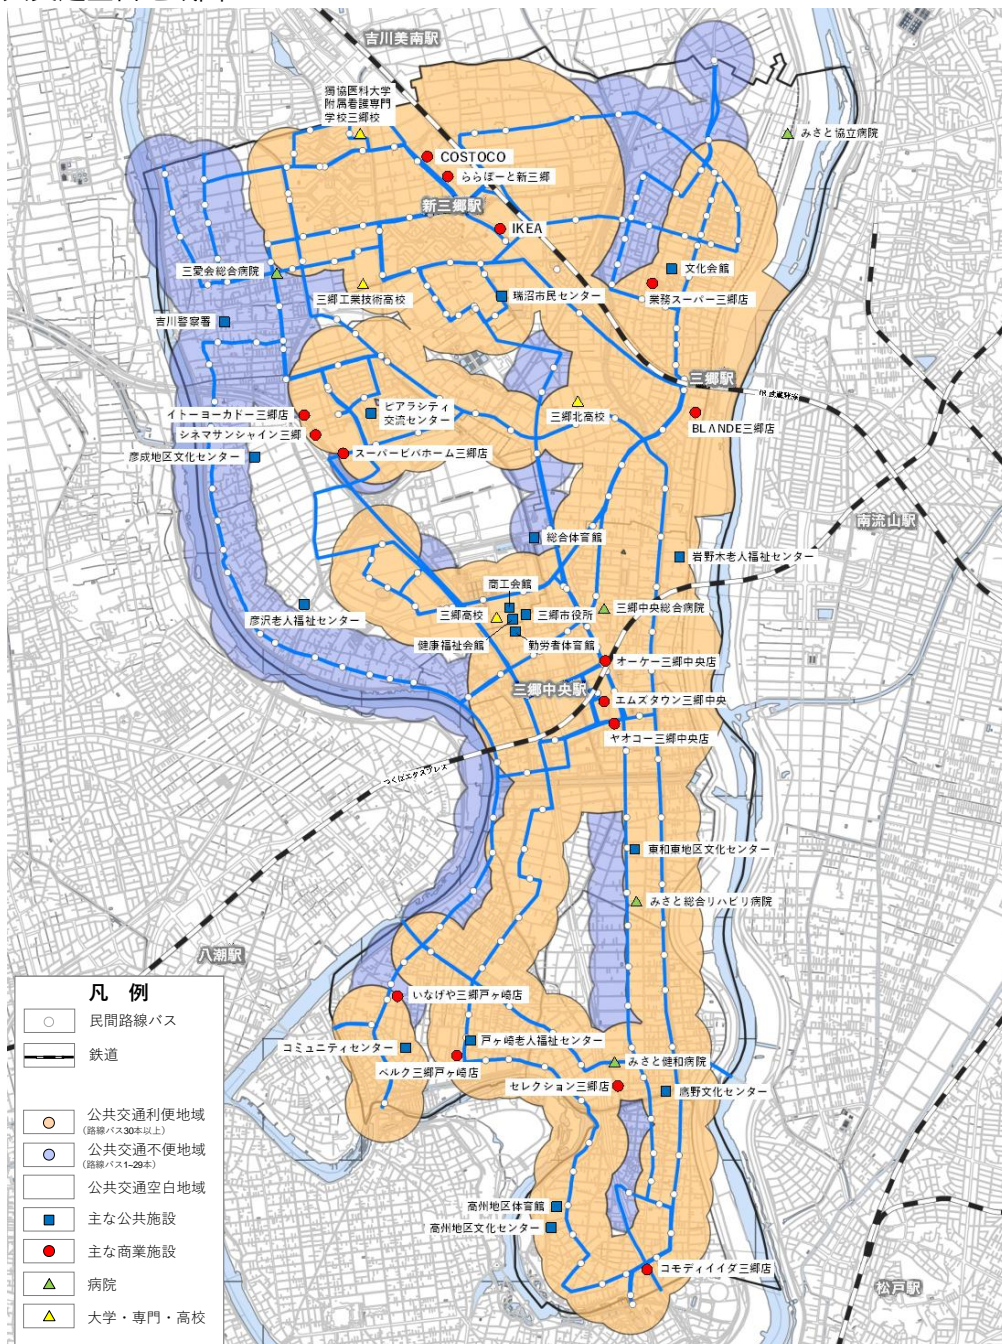 吉川美南駅
獨協医科大学
附属看護専門
学校三郷校
みさと協立病院
COSTOCO
ららぽーと新三郷
新三郷駅
IKEA
三愛会総合病院
文化会館
三郷工業技術高校
瑞沼市民センター
業務スーパー三郷店
吉川警察署
三郷駅
JR武蔵野線
イトーヨーカドー三郷店
ピアラシティ
交流センター
三郷北高校
BLANDE三郷店
シネマサンシャイン三郷
彦成地区文化センター
スーパービバホーム三郷店
南流山駅
総合体育館
岩野木老人福祉センター
商工会館
彦沢老人福祉センター
三郷高校
三郷市役所
三郷中央総合病院
健康福祉会館
勤労者体育館
オーケー三郷中央店
三郷中央駅
エムズタウン三郷中央
ヤオコー三郷中央店
つくばエクスプレス
東和東地区文化センター
みさと総合リハビリ病院
八潮駅
いなげや三郷戸ヶ崎店
コミュニティセンター
戸ヶ崎老人福祉センター
ベルク三郷戸ヶ崎店
みさと健和病院
セレクション三郷店
鷹野文化センター
高州地区体育館
高州地区文化センター
コモディイイダ三郷店
松戸駅
凡 例
民間路線バス
鉄道
公共交通利便地域
(路線バス30本以上)
公共交通不便地域
(路線バス1~29本)
公共交通空白地域
主な公共施設
主な商業施設
病院
大学・専門・高校